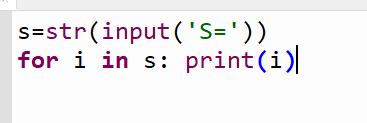 s=str(input('S='))
for i in s: print(i)